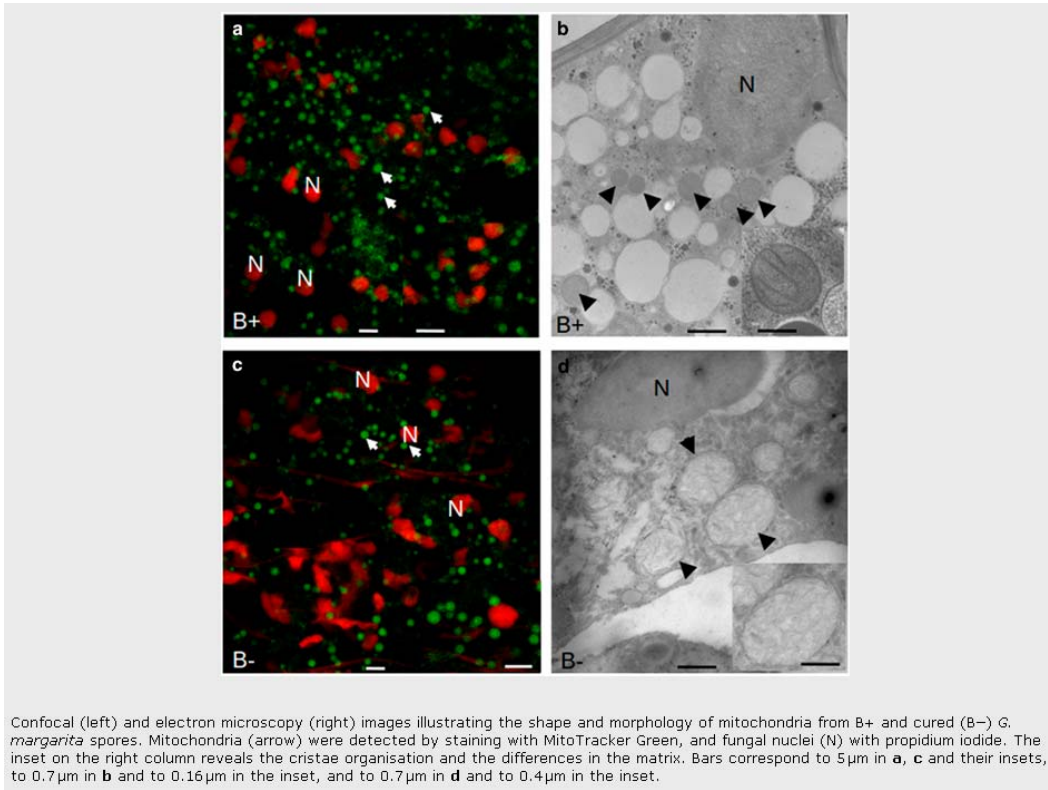 a
b
N
N
N
N
B+
B+
c
d
N
N
N
N
B-
B-
Confocal (left) and electron microscopy (right) images illustrating the shape and morphology of mitochondria from B+ and cured (B−) G.
margarita spores. Mitochondria (arrow) were detected by staining with MitoTracker Green, and fungal nuclei (N) with propidium iodide. The
inset on the right column reveals the cristae organisation and the differences in the matrix. Bars correspond to 5 µm in a, c and their insets,
to 0.7 µm in b and to 0.16 µm in the inset, and to 0.7 µm in d and to 0.4 µm in the inset.